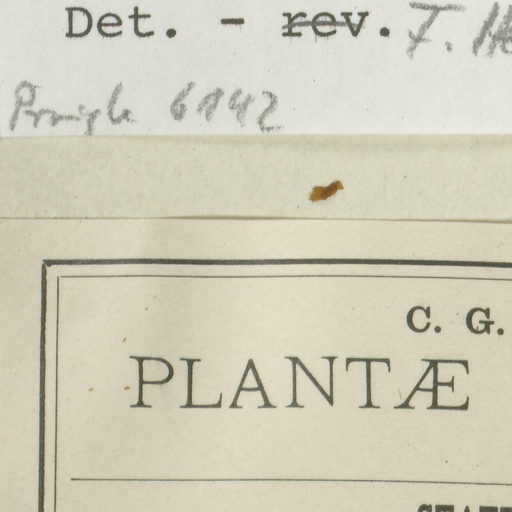 Det. - rev. F.
Pringle 6142
C. G.
PLANTÆ